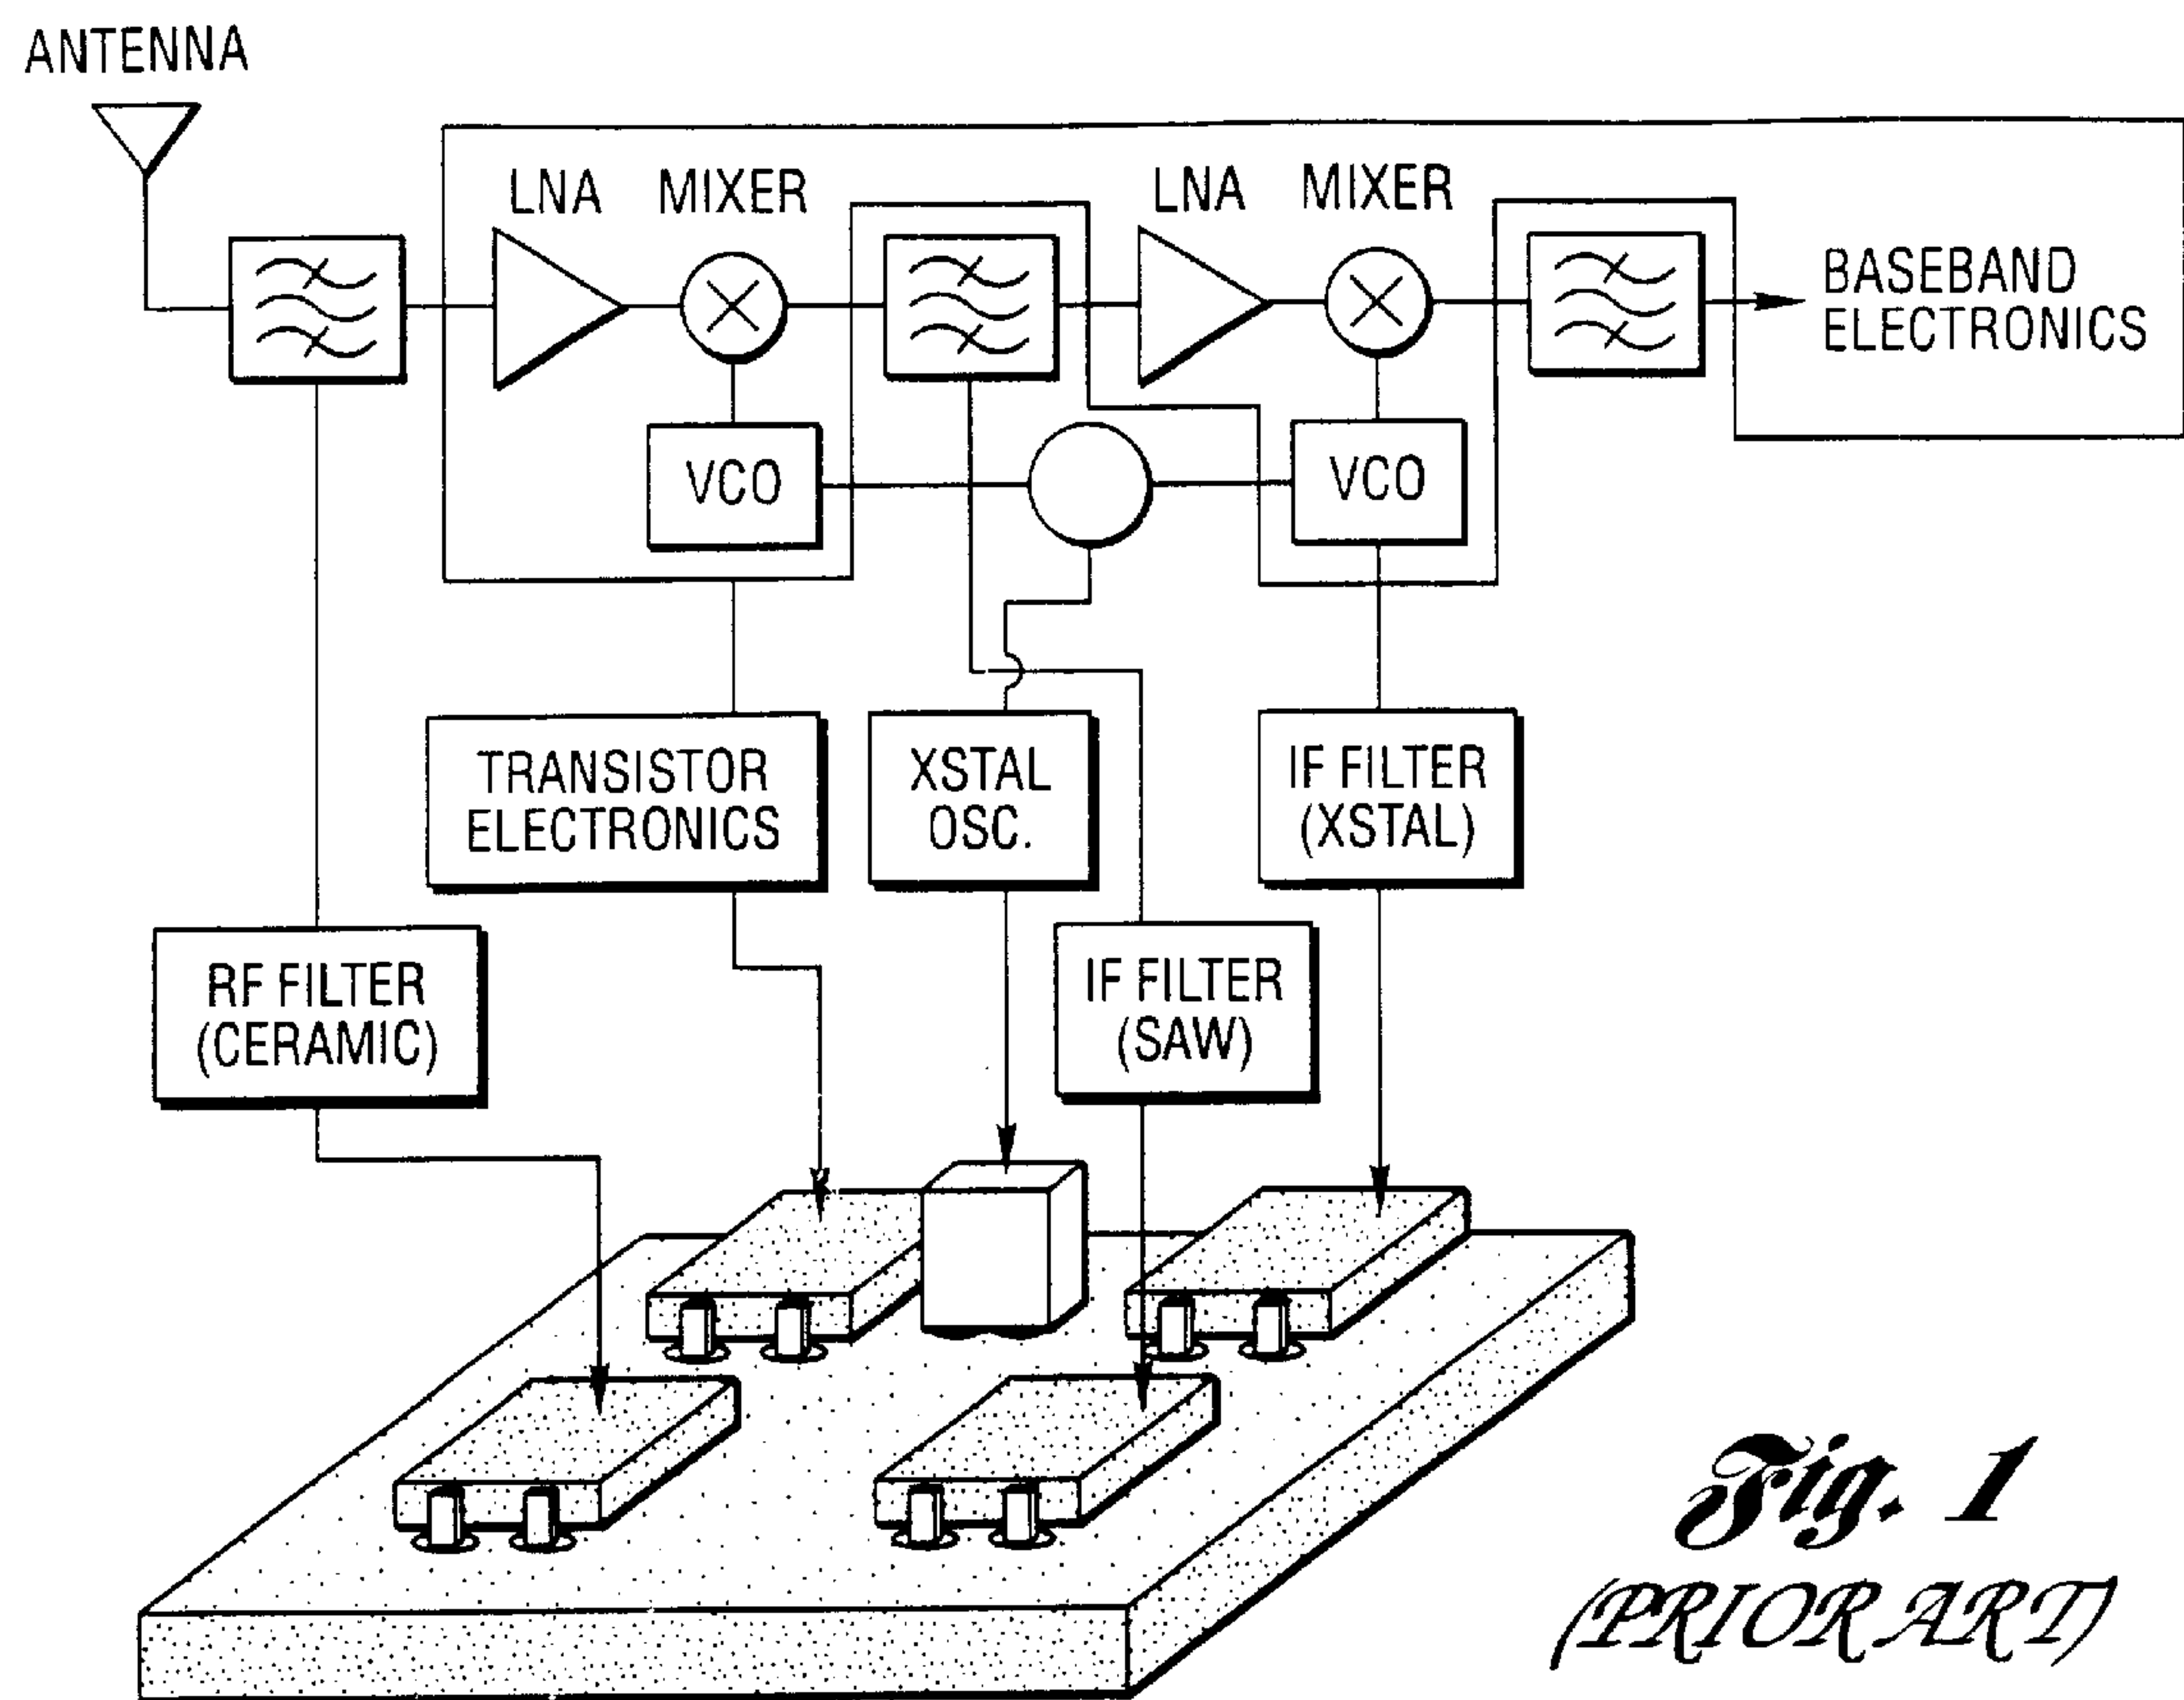 ANTENNA
LNA
MIXER
LNA
MIXER
BASEBAND
ELECTRONICS
VCO
VCO
TRANSISTOR
ELECTRONICS
XSTAL
OSC.
IF FILTER
(XSTAL)
RF FILTER
(CERAMIC)
IF FILTER
(SAW)
Fig. 1
(PRIOR ART)